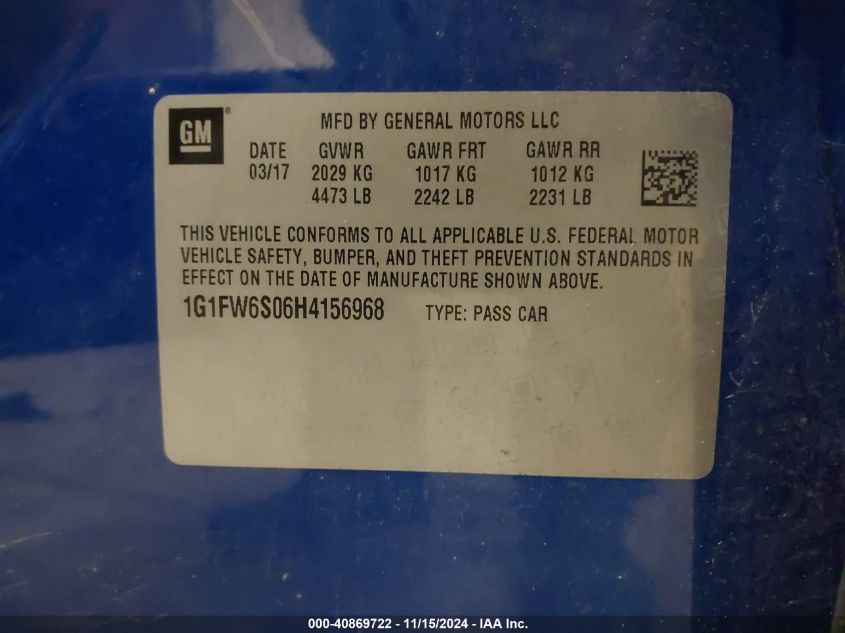 GM®
MFD BY GENERAL MOTORS LLC
DATE GVWR GAWR FRT GAWR RR
03/17 2029 KG 1017 KG 1012 KG
4473 LB 2242 LB 2231 LB
THIS VEHICLE CONFORMS TO ALL APPLICABLE U.S. FEDERAL MOTOR
VEHICLE SAFETY, BUMPER, AND THEFT PREVENTION STANDARDS IN
EFFECT ON THE DATE OF MANUFACTURE SHOWN ABOVE.
1G1FW6S06H4156968 TYPE: PASS CAR
000-40869722 - 11/15/2024 - IAA Inc.